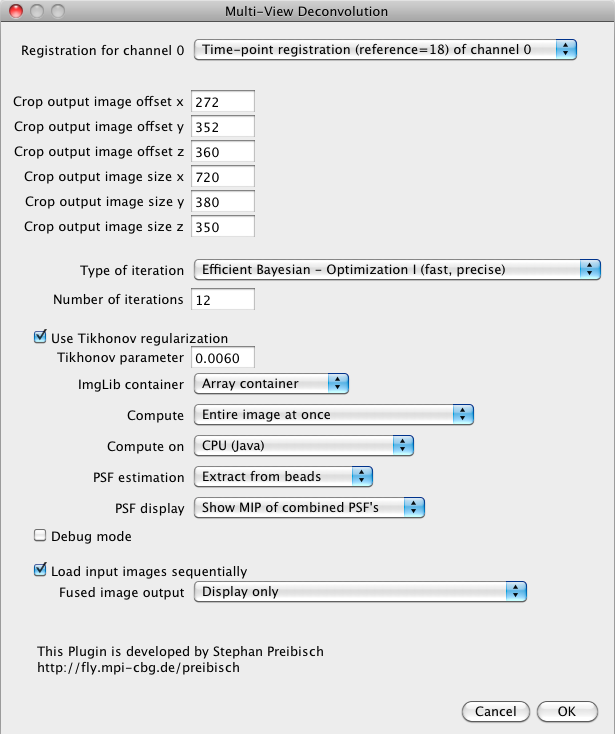 Multi-View Deconvolution
Registration for channel 0 Time-point registration (reference=18) of channel 0
Crop output image offset x 272
Crop output image offset y 352
Crop output image offset z 360
Crop output image size x 720
Crop output image size y 380
Crop output image size z 350
Type of iteration Efficient Bayesian - Optimization I (fast, precise)
Number of iterations 12
Use Tikhonov regularization
Tikhonov parameter 0.0060
ImgLib container Array container
Compute Entire image at once
Compute on CPU (Java)
PSF estimation Extract from beads
PSF display Show MIP of combined PSF's
Debug mode
Load input images sequentially
Fused image output Display only
This Plugin is developed by Stephan Preibisch
http://fly.mpi-cbg.de/preibisch
Cancel OK